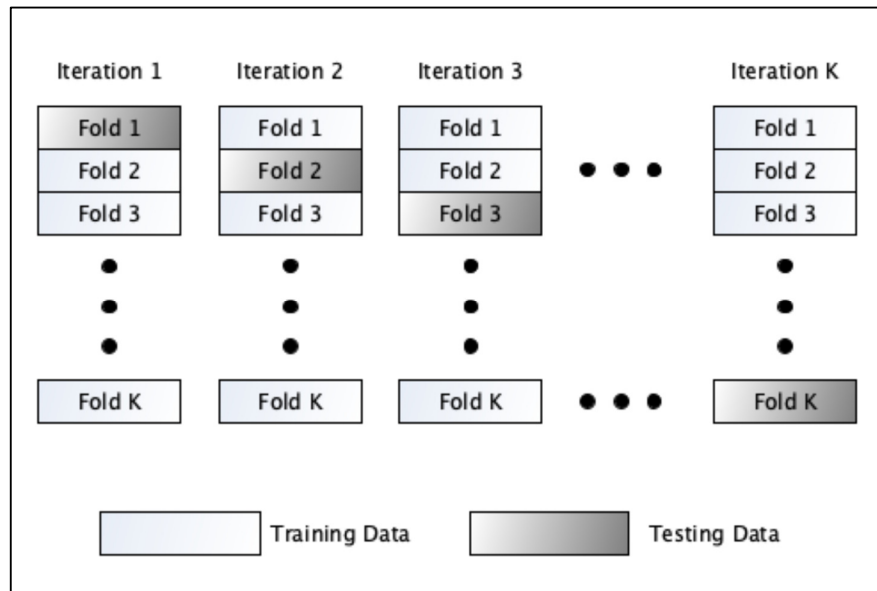 Iteration 1 Iteration 2 Iteration 3 Iteration K
Fold 1 Fold 1 Fold 1 Fold 1
Fold 2 Fold 2 Fold 2 Fold 2
Fold 3 Fold 3 Fold 3 Fold 3
Fold K Fold K Fold K Fold K
Training Data Testing Data